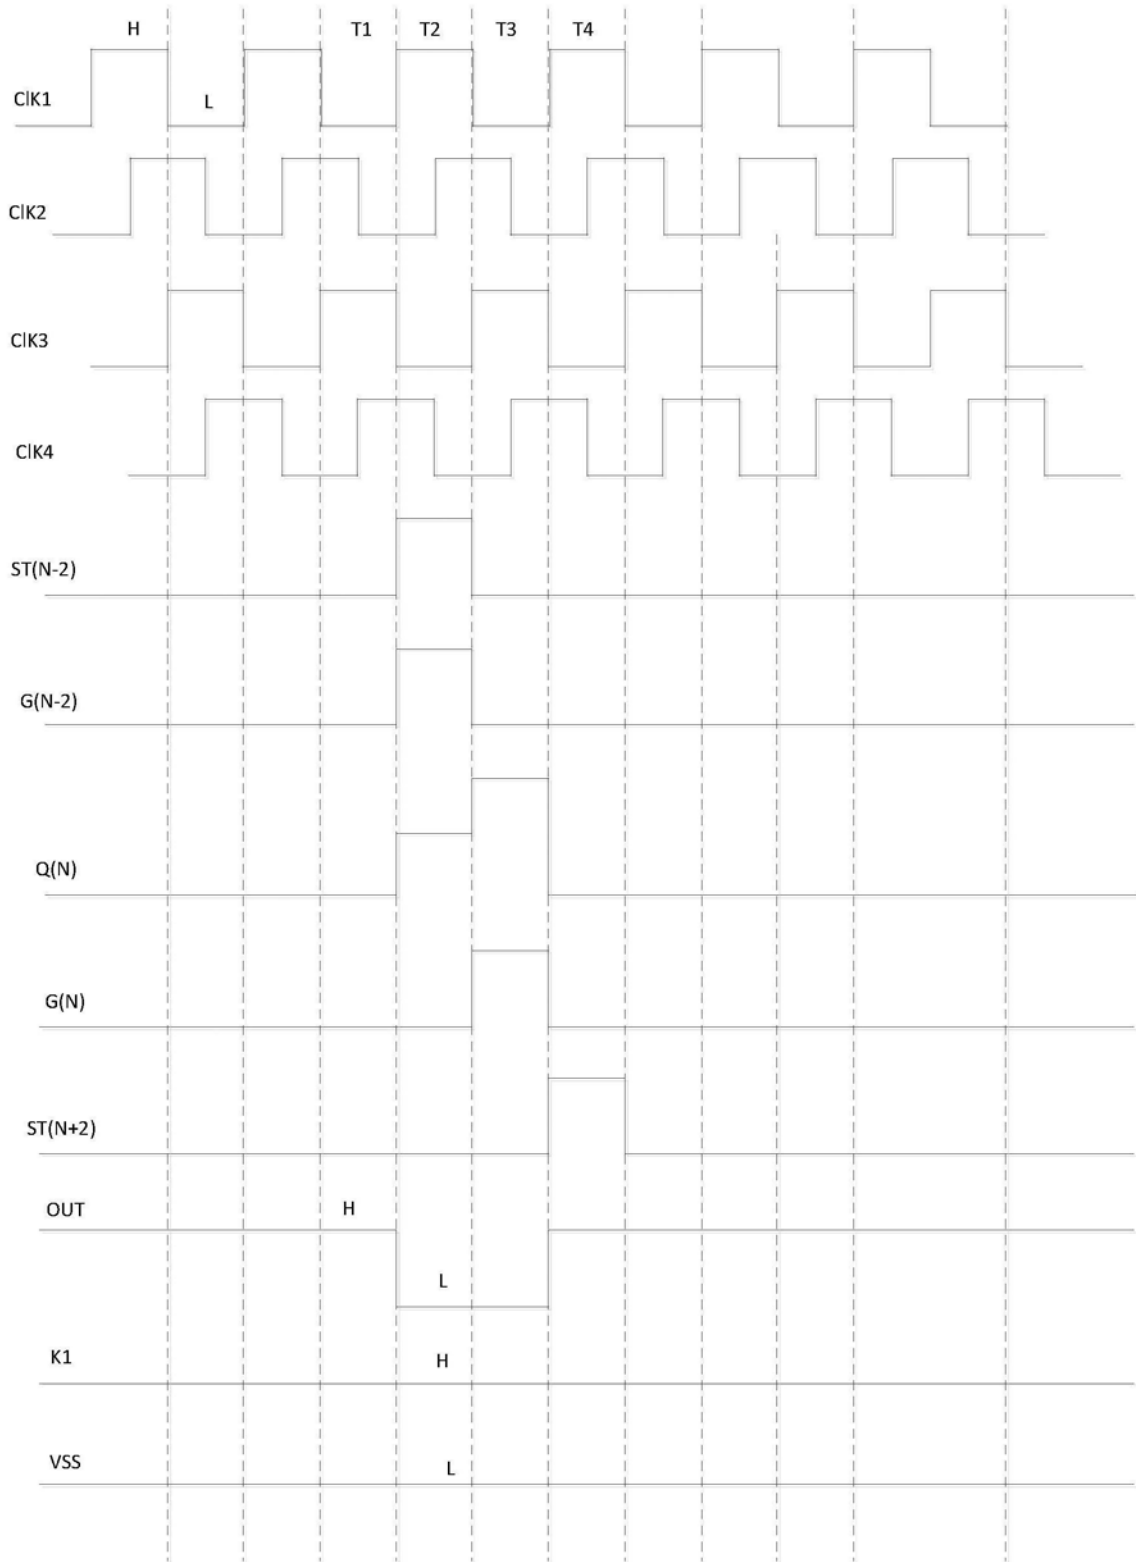 H T1 T2 T3 T4
ClK1
L
ClK2
ClK3
ClK4
ST(N-2)
G(N-2)
Q(N)
G(N)
ST(N+2)
OUT H
L
K1 H
VSS L